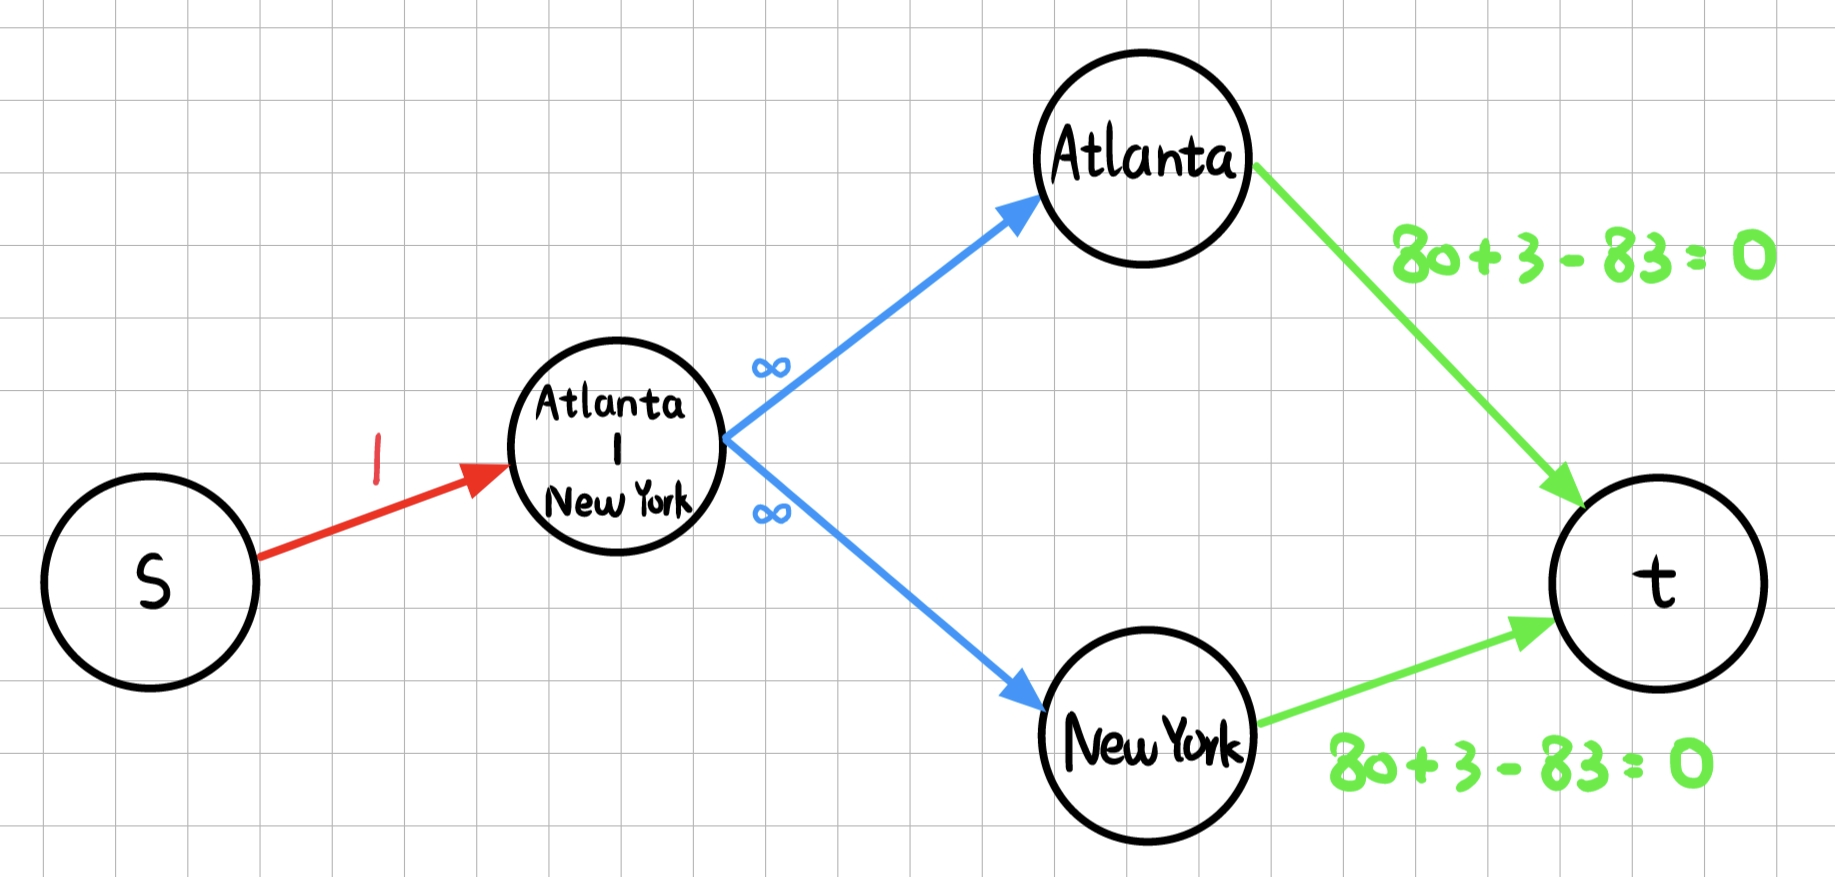 S
1
Atlanta
|
New York
∞
∞
Atlanta
New York
80+3-83=0
80+3-83=0
t